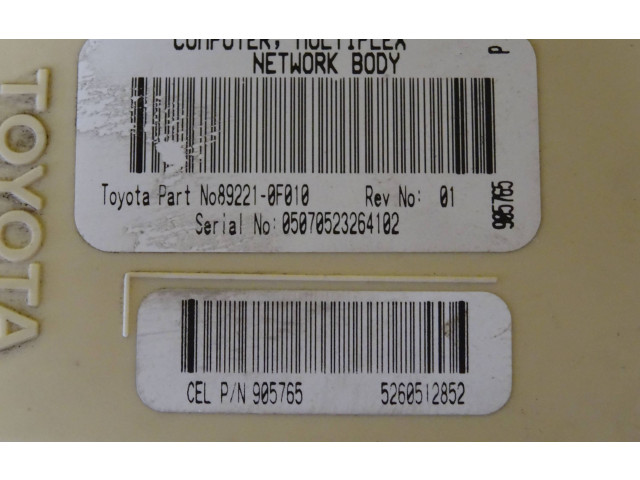 COMPUTER, MULTIPLEX
NETWORK BODY
P
Toyota Part No89221-0F010 Rev No: 01
Serial No: 05070523264102
905765
TOYOTA
CEL P/N 905765 5260512852